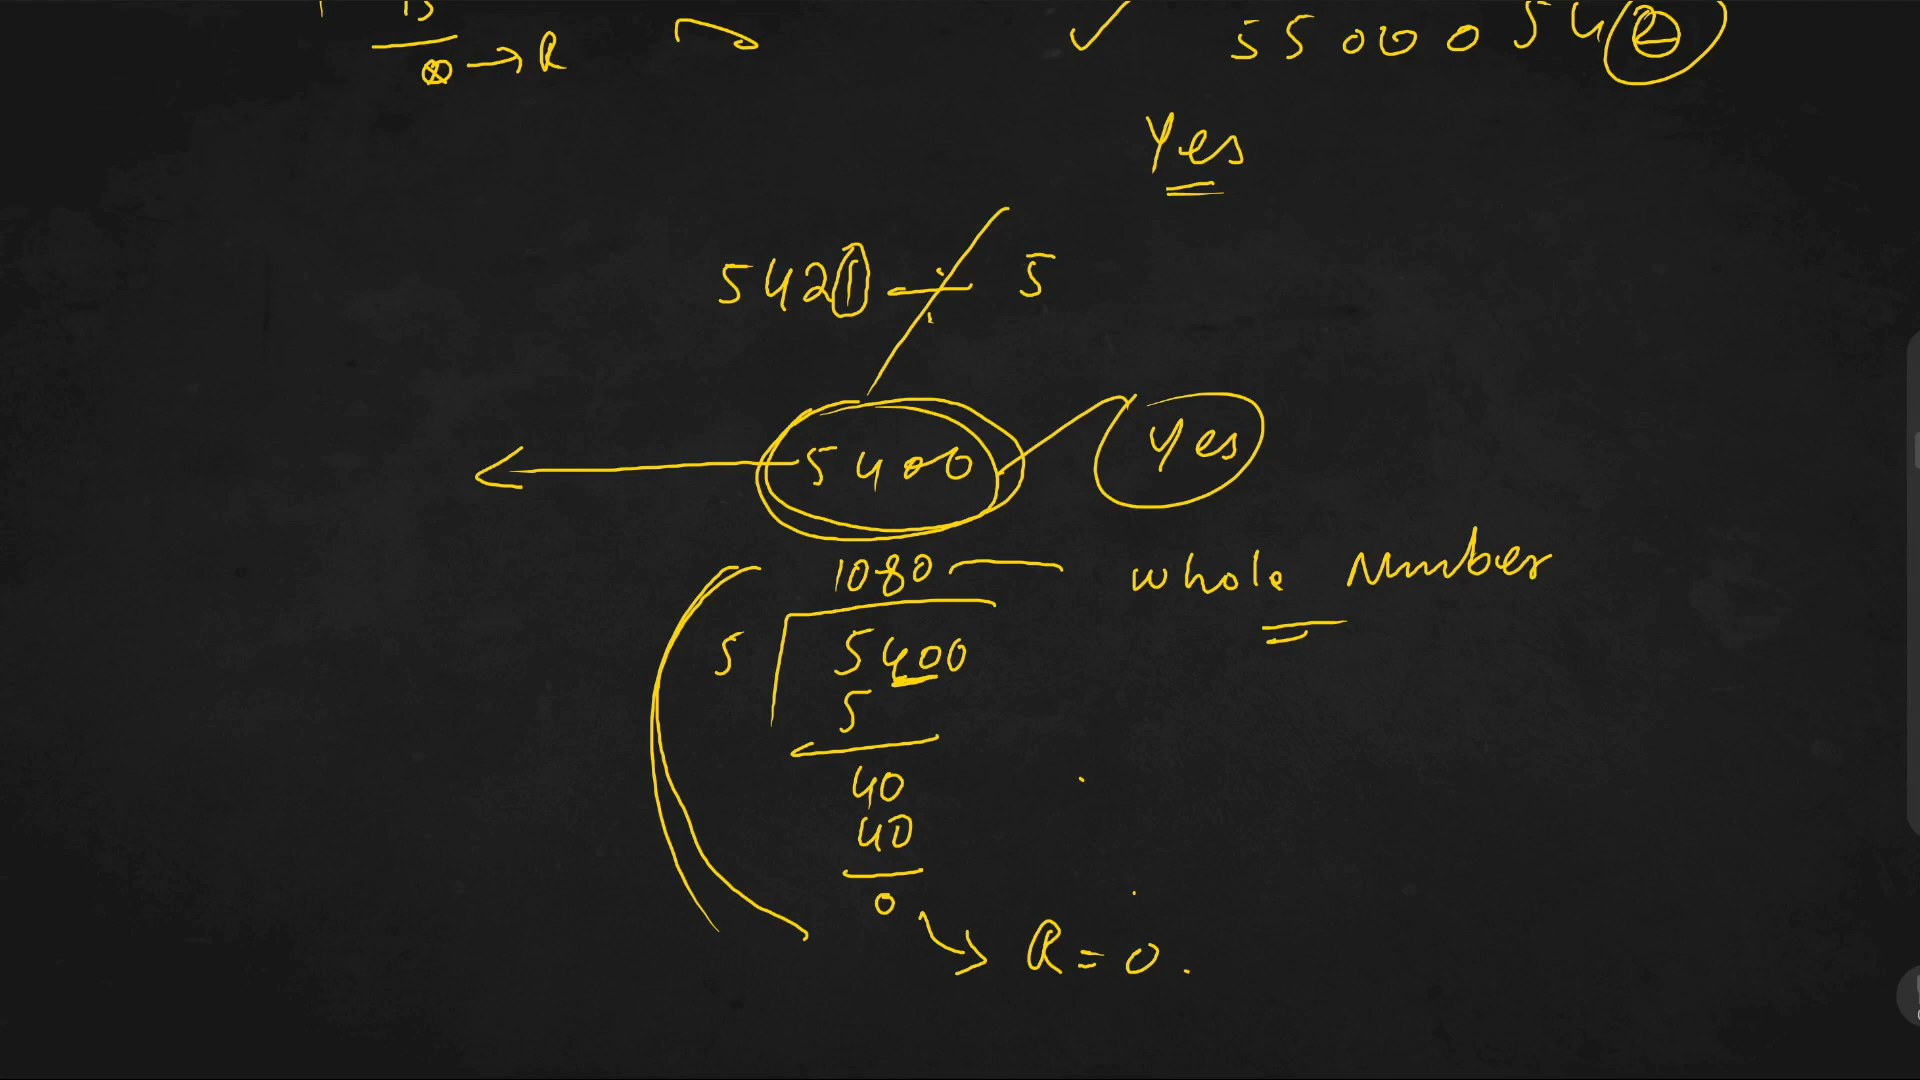 → R
✓ 5500054
Yes
5421 ÷ 5
5400 Yes
1080 whole Number
5 5400
5
40
40
0
R = 0.